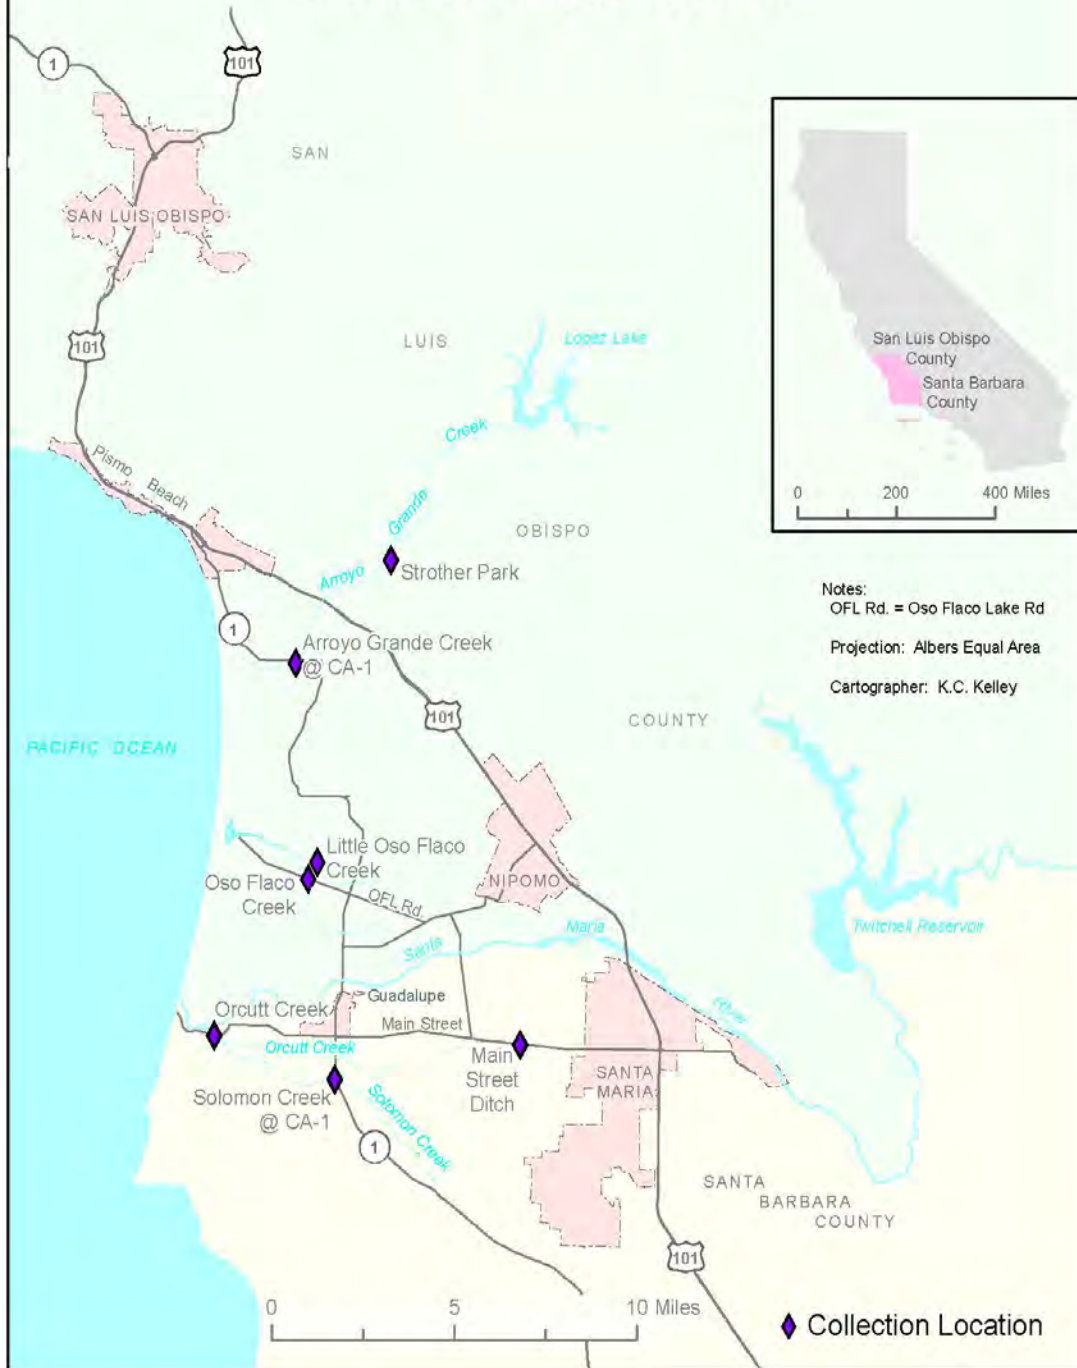 1
101
SAN
SAN LUIS OBISPO
101
LUIS
Lopez Lake
San Luis Obispo
County
Santa Barbara
County
0 200 400 Miles
Creek
Pismo
Beach
Grande
OBISPO
Arroyo
Strother Park
Notes:
OFL Rd. = Oso Flaco Lake Rd
Projection: Albers Equal Area
Cartographer: K.C. Kelley
1
Arroyo Grande Creek
@ CA-1
101
COUNTY
PACIFIC OCEAN
Little Oso Flaco
Creek
Oso Flaco
Creek
OFL Rd.
NIPOMO
Santa
Maria
River
Twitchell Reservoir
Guadalupe
Orcutt Creek
Main Street
Orcutt Creek
Main
Street
Ditch
SANTA
MARIA
Solomon Creek
@ CA-1
Solomon Creek
1
SANTA
BARBARA
COUNTY
101
0 5 10 Miles
Collection Location